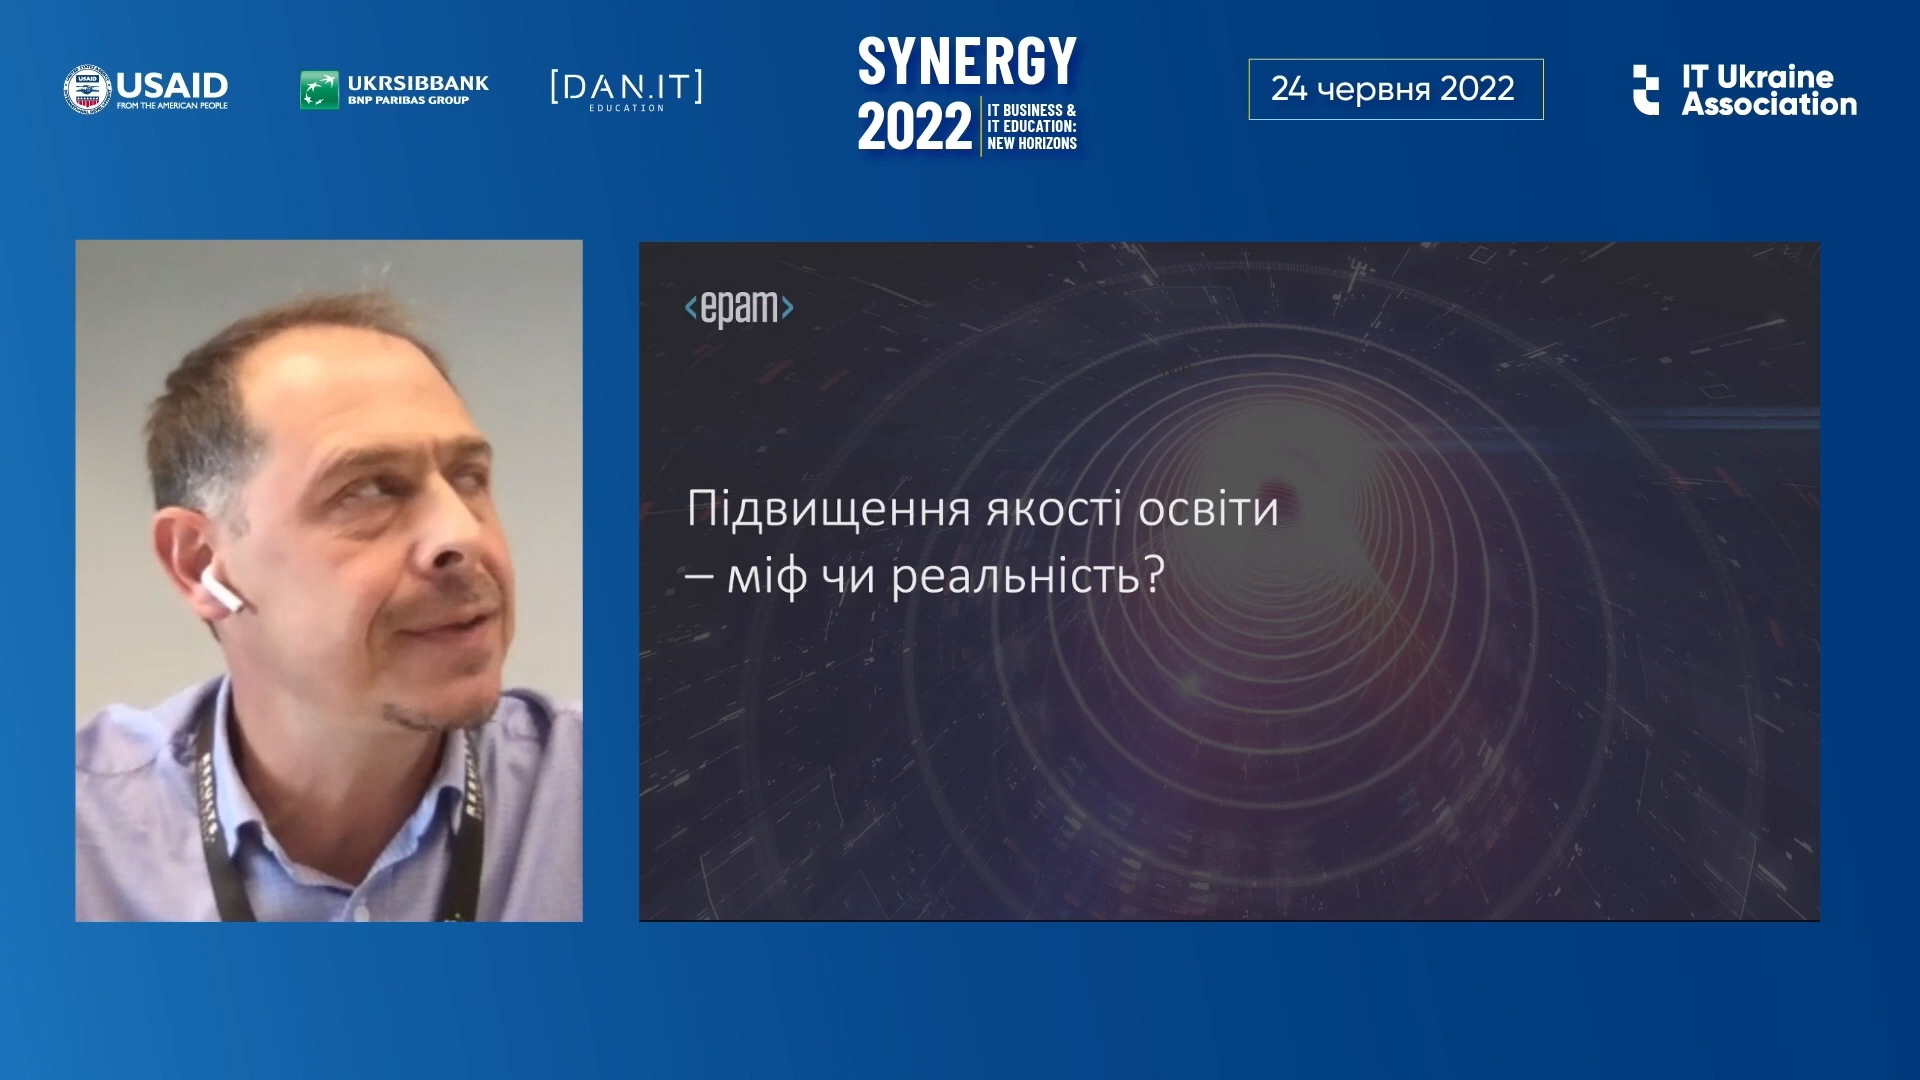 USAID
FROM THE AMERICAN PEOPLE
UKRSIBBANK
BNP PARIBAS GROUP
[DAN.IT]
EDUCATION
SYNERGY
2022
IT BUSINESS &
IT EDUCATION:
NEW HORIZONS
24 червня 2022
IT Ukraine
Association
<epam>
Підвищення якості освіти
– міф чи реальність?